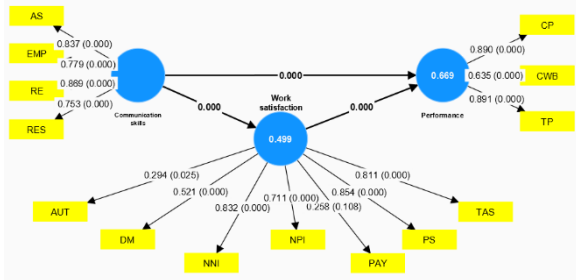 AS
CP
0.837 (0.000)
0.890 (0.000)
EMP
0.779 (0.000)
0.000
0.669
0.635 (0.000)
CWB
RE
0.869 (0.000)
0.753 (0.000)
Work
satisfaction
0.891 (0.000)
RES
Communication
skills
0.000
0.000
Performance
TP
0.499
0.294 (0.025)
0.811 (0.000)
0.521 (0.000)
0.711 (0.000)
0.854 (0.000)
0.832 (0.000)
0.258 (0.108)
AUT
TAS
DM
NPI
PS
NNI
PAY